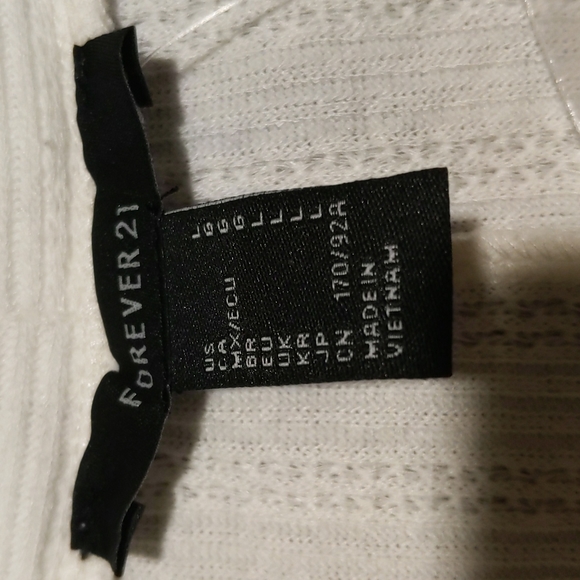 FOREVER 21
US L
CA G
MX/ECU G
BR G
EU L
UK L
KR L
JP L
CN 170/92A
MADE IN
VIETNAM